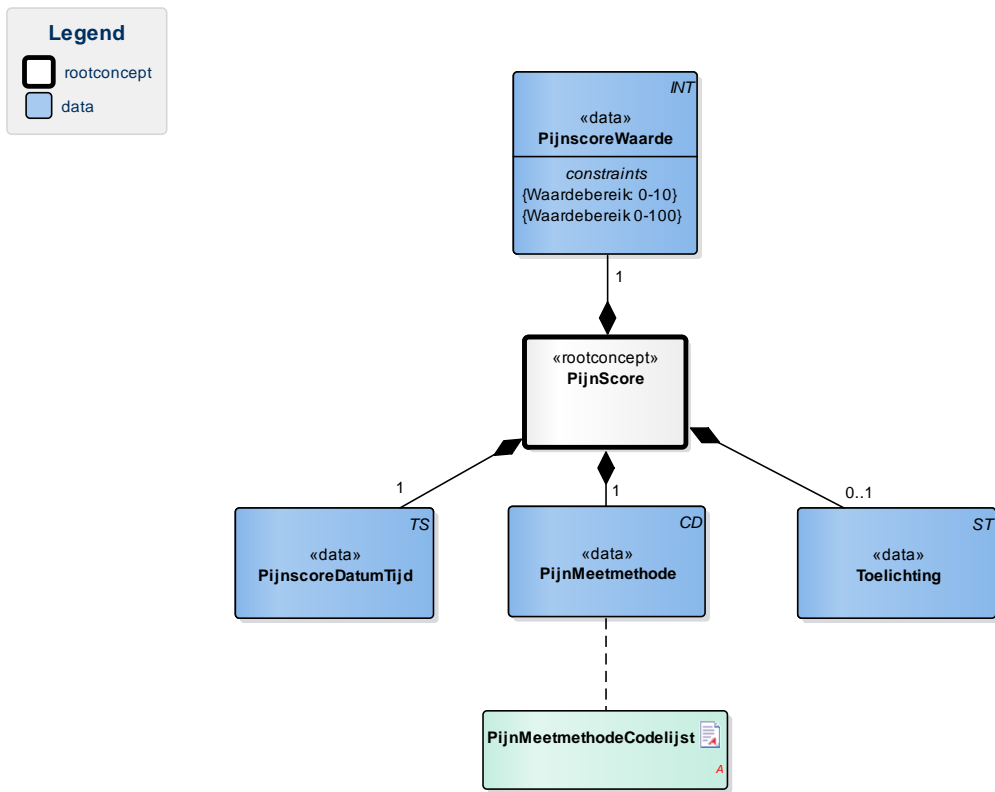 Legend
rootconcept
data
INT
«data»
PijnscoreWaarde
constraints
{Waardebereik: 0-10}
{Waardebereik 0-100}
1
«rootconcept»
PijnScore
1
1
0..1
TS
«data»
PijnscoreDatumTijd
CD
«data»
PijnMeetmethode
ST
«data»
Toelichting
PijnMeetmethodeCodelijst
A